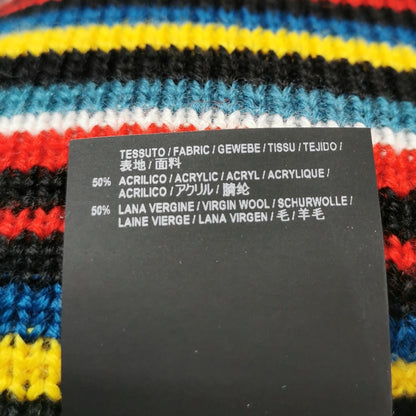 TESSUTO / FABRIC / GEWEBE / TISSU / TEJIDO /
表地 / 面料
50% ACRILICO / ACRYLIC / ACRYL / ACRYLIQUE /
ACRILICO / アクリル / 腈纶
50% LANA VERGINE / VIRGIN WOOL / SCHURWOLLE /
LAINE VIERGE / LANA VIRGEN / 毛 / 羊毛